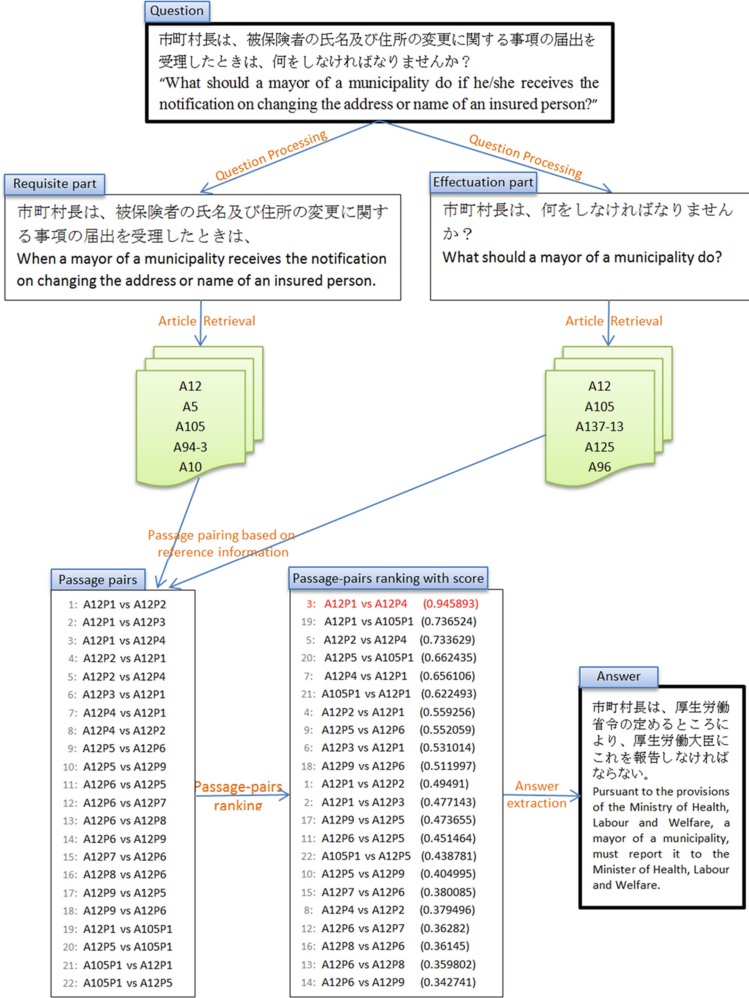 Question
市町村長は、被保険者の氏名及び住所の変更に関する事項の届出を
受理したときは、何をしなければなりませんか?
“What should a mayor of a municipality do if he/she receives the
notification on changing the address or name of an insured person?”
Question Processing
Question Processing
Requisite part
市町村長は、被保険者の氏名及び住所の変更に関す
る事項の届出を受理したときは、
When a mayor of a municipality receives the notification
on changing the address or name of an insured person.
Effectuation part
市町村長は、何をしなければなりません
か?
What should a mayor of a municipality do?
Article Retrieval
Article Retrieval
A12
A5
A105
A94-3
A10
A12
A105
A137-13
A125
A96
Passage pairing based on
reference information
Passage pairs
1: A12P1 vs A12P2
2: A12P1 vs A12P3
3: A12P1 vs A12P4
4: A12P2 vs A12P1
5: A12P2 vs A12P4
6: A12P3 vs A12P1
7: A12P4 vs A12P1
8: A12P4 vs A12P2
9: A12P5 vs A12P6
10: A12P5 vs A12P9
11: A12P6 vs A12P5
12: A12P6 vs A12P7
13: A12P6 vs A12P8
14: A12P6 vs A12P9
15: A12P7 vs A12P6
16: A12P8 vs A12P6
17: A12P9 vs A12P5
18: A12P9 vs A12P6
19: A12P1 vs A105P1
20: A12P5 vs A105P1
21: A105P1 vs A12P1
22: A105P1 vs A12P5
Passage-pairs
ranking
Passage-pairs ranking with score
3: A12P1 vs A12P4 (0.945893)
19: A12P1 vs A105P1 (0.736524)
5: A12P2 vs A12P4 (0.733629)
20: A12P5 vs A105P1 (0.662435)
7: A12P4 vs A12P1 (0.656106)
21: A105P1 vs A12P1 (0.622493)
4: A12P2 vs A12P1 (0.559256)
9: A12P5 vs A12P6 (0.552059)
6: A12P3 vs A12P1 (0.531014)
18: A12P9 vs A12P6 (0.511997)
1: A12P1 vs A12P2 (0.49491)
2: A12P1 vs A12P3 (0.477143)
17: A12P9 vs A12P5 (0.473655)
11: A12P6 vs A12P5 (0.451464)
22: A105P1 vs A12P5 (0.438781)
10: A12P5 vs A12P9 (0.404995)
15: A12P7 vs A12P6 (0.380085)
8: A12P4 vs A12P2 (0.379496)
12: A12P6 vs A12P7 (0.36282)
16: A12P8 vs A12P6 (0.36145)
13: A12P6 vs A12P8 (0.359802)
14: A12P6 vs A12P9 (0.342741)
Answer
extraction
Answer
市町村長は、厚生労働
省令の定めるところに
より、厚生労働大臣に
これを報告しなければ
ならない。
Pursuant to the provisions
of the Ministry of Health,
Labour and Welfare, a
mayor of a municipality,
must report it to the
Minister of Health, Labour
and Welfare.